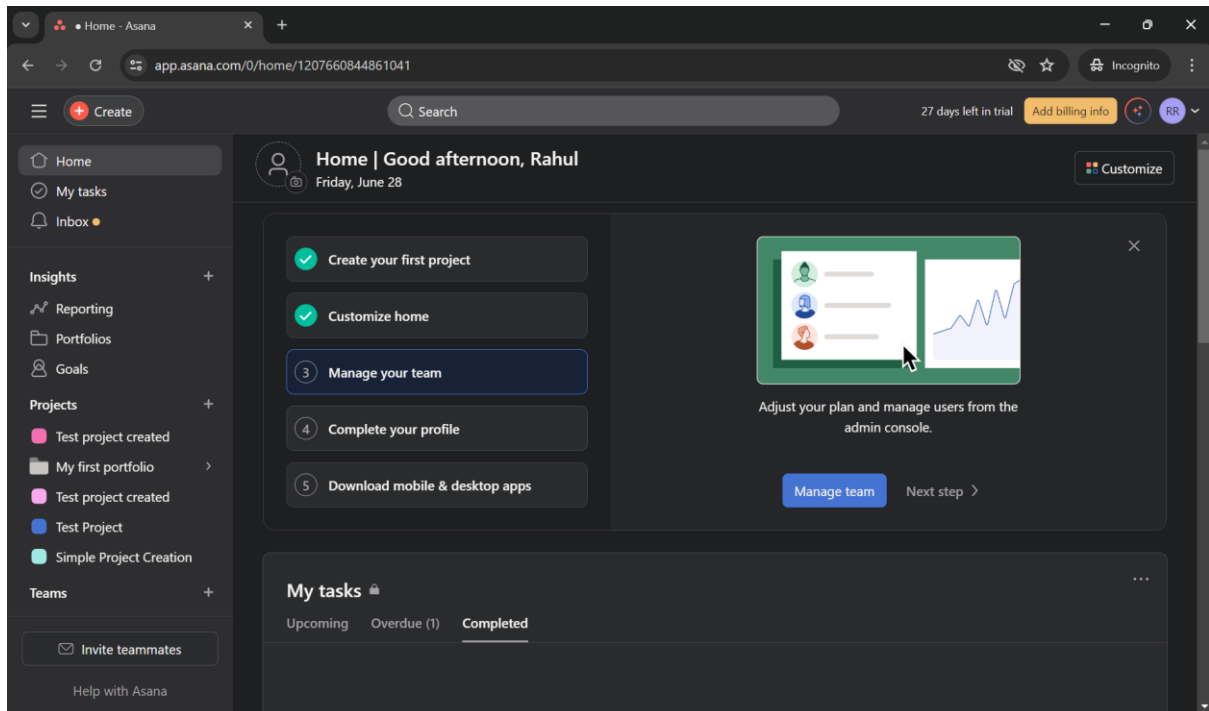 • Home - Asana
app.asana.com/0/home/1207660844861041
Incognito
Create
Search
27 days left in trial
Add billing info
RR
Home
My tasks
Inbox
Insights
Reporting
Portfolios
Goals
Projects
Test project created
My first portfolio
Test project created
Test Project
Simple Project Creation
Teams
Invite teammates
Help with Asana
Home | Good afternoon, Rahul
Friday, June 28
Customize
Create your first project
Customize home
3 Manage your team
4 Complete your profile
5 Download mobile & desktop apps
Adjust your plan and manage users from the
admin console.
Manage team
Next step
My tasks
Upcoming Overdue (1) Completed